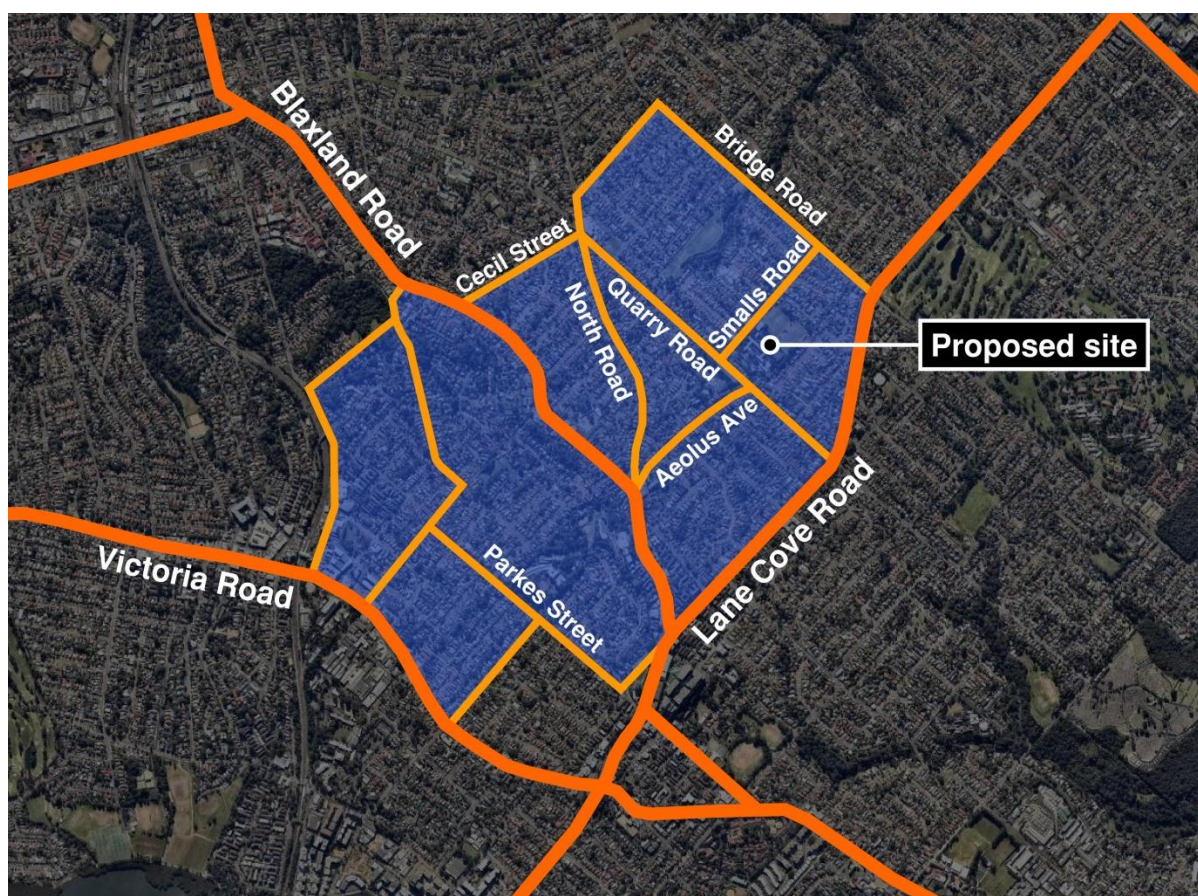 Blaxland Road
Bridge Road
Cecil Street
Smalls Road
North Road
Quarry Road
Proposed site
Aeolus Ave
Lane Cove Road
Victoria Road
Parkes Street